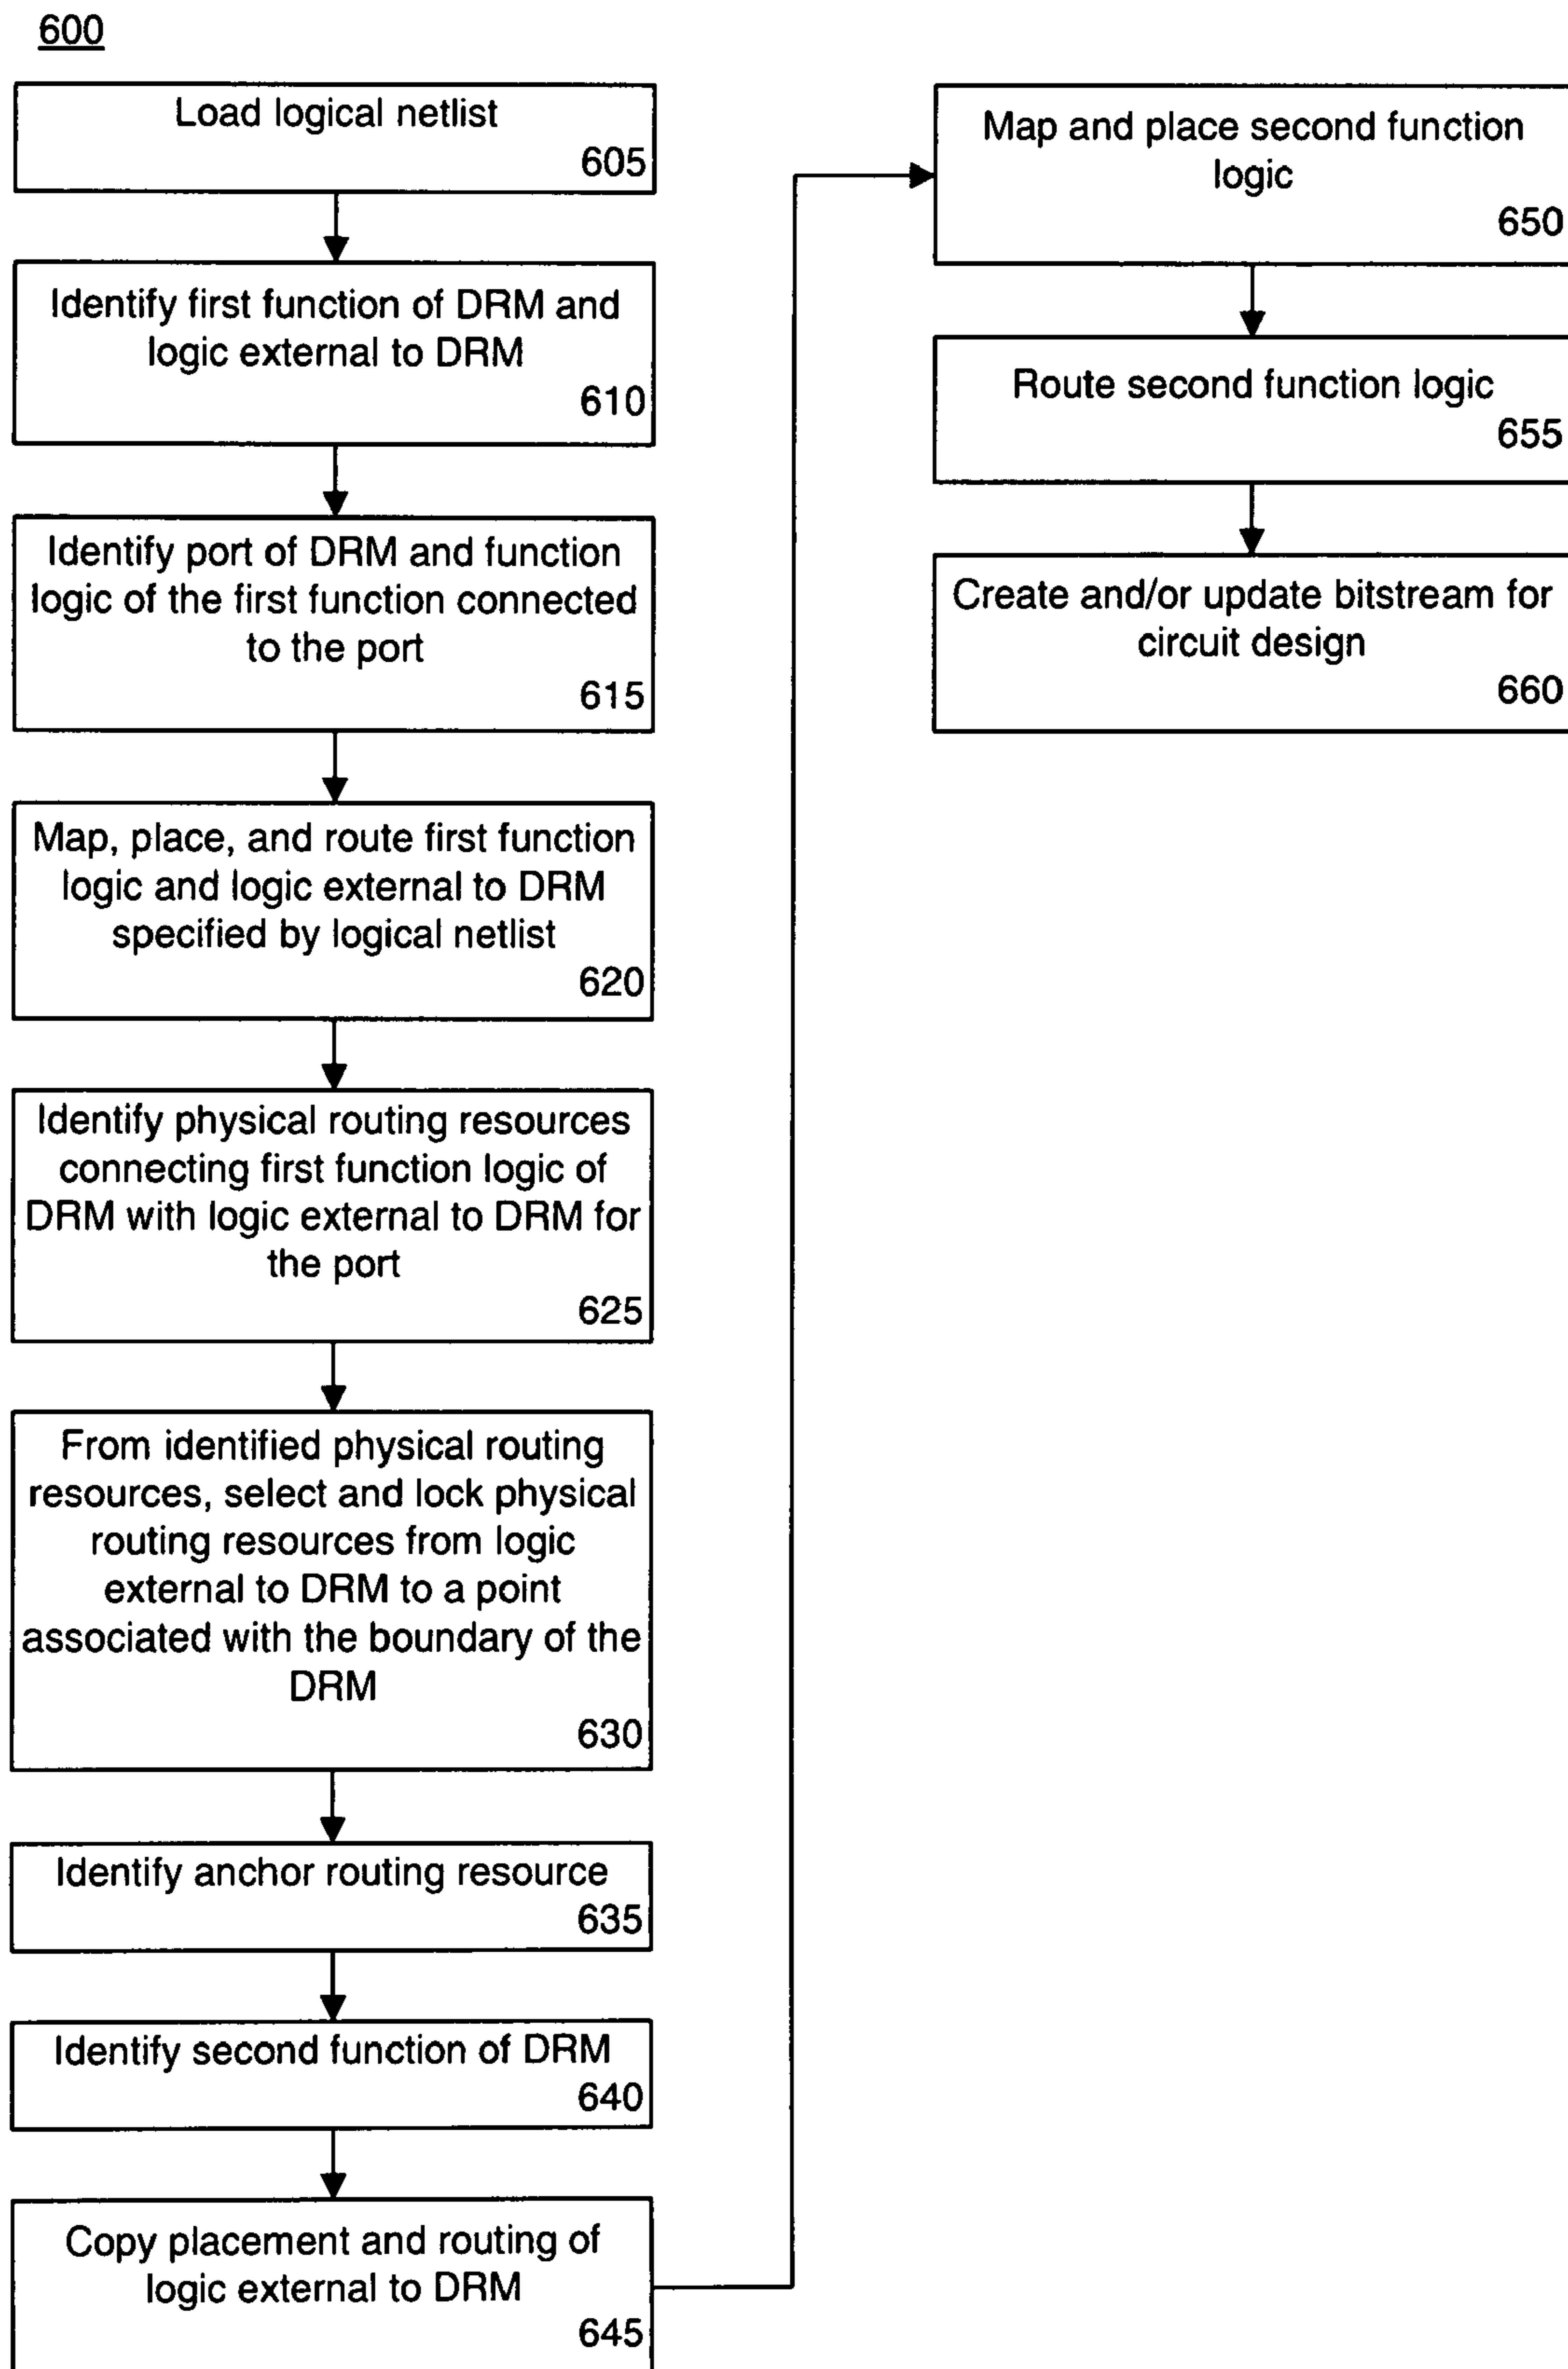 600
Load logical netlist
605
Identify first function of DRM and
logic external to DRM
610
Identify port of DRM and function
logic of the first function connected
to the port
615
Map, place, and route first function
logic and logic external to DRM
specified by logical netlist
620
Identify physical routing resources
connecting first function logic of
DRM with logic external to DRM for
the port
625
From identified physical routing
resources, select and lock physical
routing resources from logic
external to DRM to a point
associated with the boundary of the
DRM
630
Identify anchor routing resource
635
Identify second function of DRM
640
Copy placement and routing of
logic external to DRM
645
Map and place second function
logic
650
Route second function logic
655
Create and/or update bitstream for
circuit design
660